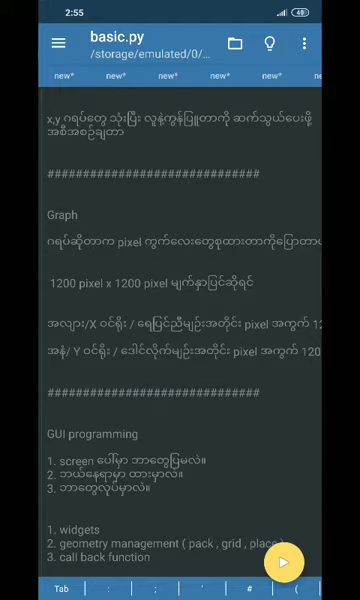 2:55
40
basic.py
/storage/emulated/0/...
new* new* new* new* new*
x,y ဂရပ်တွေ သုံးပြီး လူနဲ့ကွန်ပြူတာကို ဆက်သွယ်ပေးဖို့
အစီအစဉ်ချတာ
##############################
Graph
ဂရပ်ဆိုတာက pixel ကွက်လေးတွေစုထားတာကိုပြောတာ
1200 pixel x 1200 pixel မျက်နှာပြင်ဆိုရင်
အလျား/X ဝင်ရိုး / ရေပြင်ညီမျဉ်းအတိုင်း pixel အကွက် 12
အနံ/ Y ဝင်ရိုး / ဒေါင်လိုက်မျဉ်းအတိုင်း pixel အကွက် 120
##############################
GUI programming
1. screen ပေါ်မှာ ဘာတွေပြမလဲ။
2. ဘယ်နေရာမှာ ထားမှာလဲ။
3. ဘာတွေလုပ်မှာလဲ။
1. widgets
2. geometry management ( pack , grid , place )
3. call back function
Tab : ; ' # (